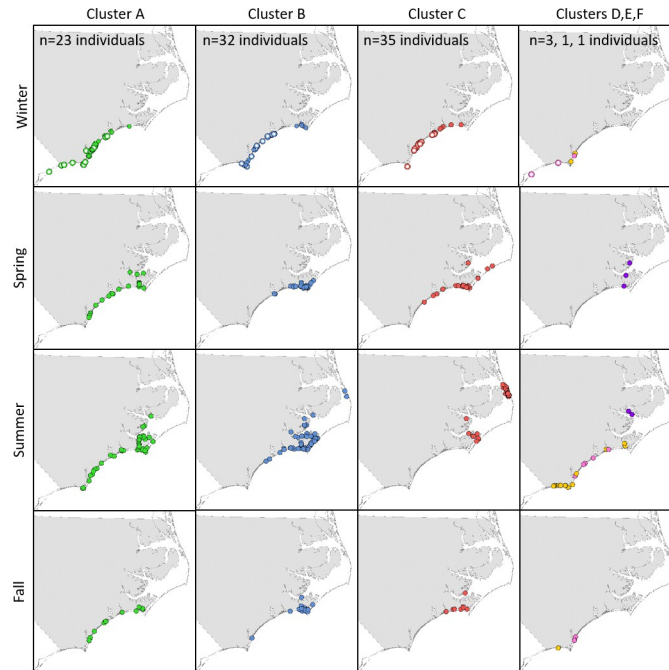 Cluster A Cluster B Cluster C Clusters D,E,F
n=23 individuals n=32 individuals n=35 individuals n=3, 1, 1 individuals
Winter
Spring
Summer
Fall